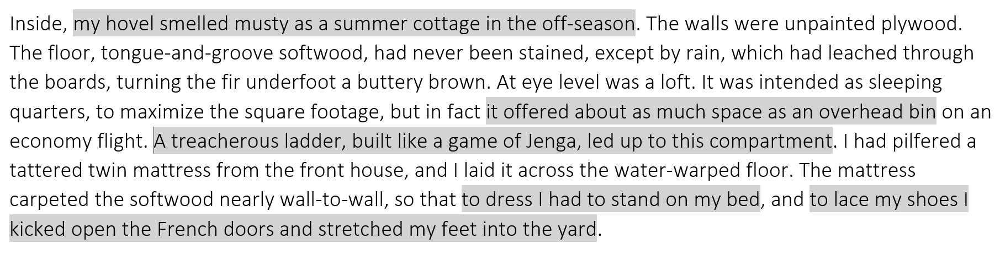 Inside, my hovel smelled musty as a summer cottage in the off-season. The walls were unpainted plywood.
The floor, tongue-and-groove softwood, had never been stained, except by rain, which had leached through
the boards, turning the fir underfoot a buttery brown. At eye level was a loft. It was intended as sleeping
quarters, to maximize the square footage, but in fact it offered about as much space as an overhead bin on an
economy flight. A treacherous ladder, built like a game of Jenga, led up to this compartment. I had pilfered a
tattered twin mattress from the front house, and I laid it across the water-warped floor. The mattress
carpeted the softwood nearly wall-to-wall, so that to dress I had to stand on my bed, and to lace my shoes I
kicked open the French doors and stretched my feet into the yard.